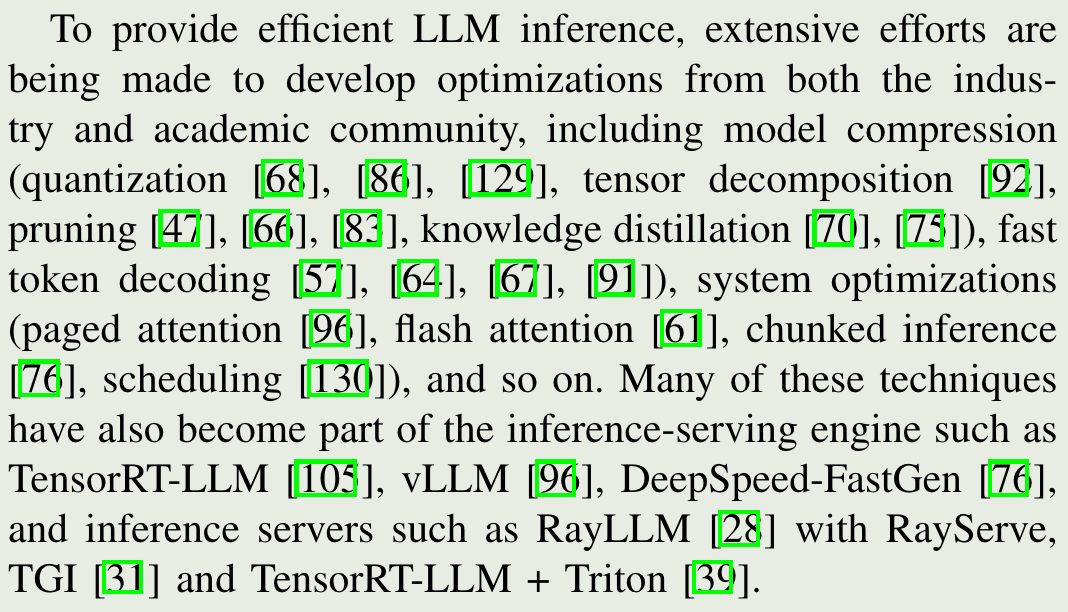 To provide efficient LLM inference, extensive efforts are
being made to develop optimizations from both the indus-
try and academic community, including model compression
(quantization [68], [86], [129], tensor decomposition [92],
pruning [47], [66], [83], knowledge distillation [70], [75]), fast
token decoding [57], [64], [67], [91]), system optimizations
(paged attention [96], flash attention [61], chunked inference
[76], scheduling [130]), and so on. Many of these techniques
have also become part of the inference-serving engine such as
TensorRT-LLM [105], vLLM [96], DeepSpeed-FastGen [76],
and inference servers such as RayLLM [28] with RayServe,
TGI [31] and TensorRT-LLM + Triton [39].